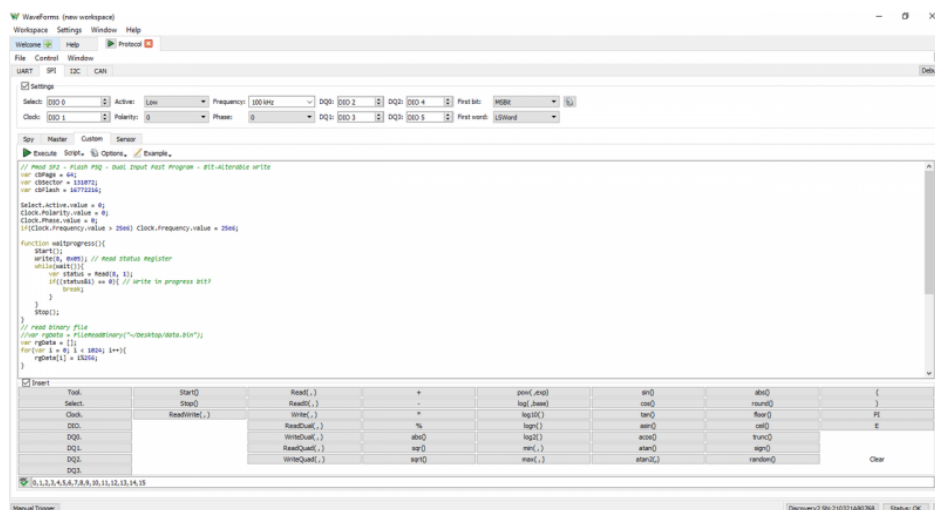 WaveForms (new workspace)
Workspace Settings Window Help
Welcome Help Protocol
File Control Window
UART SPI I2C CAN Debu
Settings
Select: DIO 0 Active: Low Frequency: 100 kHz DQ0: DIO 2 DQ2: DIO 4 First bit: MSBit
Clock: DIO 1 Polarity: 0 Phase: 0 DQ1: DIO 3 DQ3: DIO 5 First word: LSWord
Spy Master Custom Sensor
Execute Script Options Example
// Pmod SF2 - Flash PSQ - Dual Input Fast Program - Bit-Alterable Write
var cbPage = 64;
var cbSector = 131072;
var cbFlash = 16772216;
Select.Active.value = 0;
Clock.Polarity.value = 0;
Clock.Phase.value = 0;
if(Clock.Frequency.value > 25e6) Clock.Frequency.value = 25e6;
function waitprogress(){
Start();
Write(8, 0x05); // Read Status Register
while(wait()){
var status = Read(8, 1);
if((status&1) == 0){ // Write in progress bit?
break;
}
}
Stop();
}
// read binary file
//var rgData = FileReadBinary("~/Desktop/data.bin");
var rgData = [];
for(var i = 0; i < 1024; i++){
rgData[i] = i%256;
}
Insert
Tool. Start() Read(,) + pow(,exp) sin() abs() (
Select. Stop() Read0(,) - log(,base) cos() round() )
Clock. ReadWrite(,) Write(,) * log10() tan() floor() PI
DIO. ReadDual(,) % logn() asin() ceil() E
DQ0. WriteDual(,) abs() log2() acos() trunc()
DQ1. ReadQuad(,) sqr() min(,) atan() sign()
DQ2. WriteQuad(,) sqrt() max(,) atan2(,) random() Clear
DQ3.
0,1,2,3,4,5,6,7,8,9,10,11,12,13,14,15
Manual Trigger Discovery2 SN:210321A80268 Status: OK